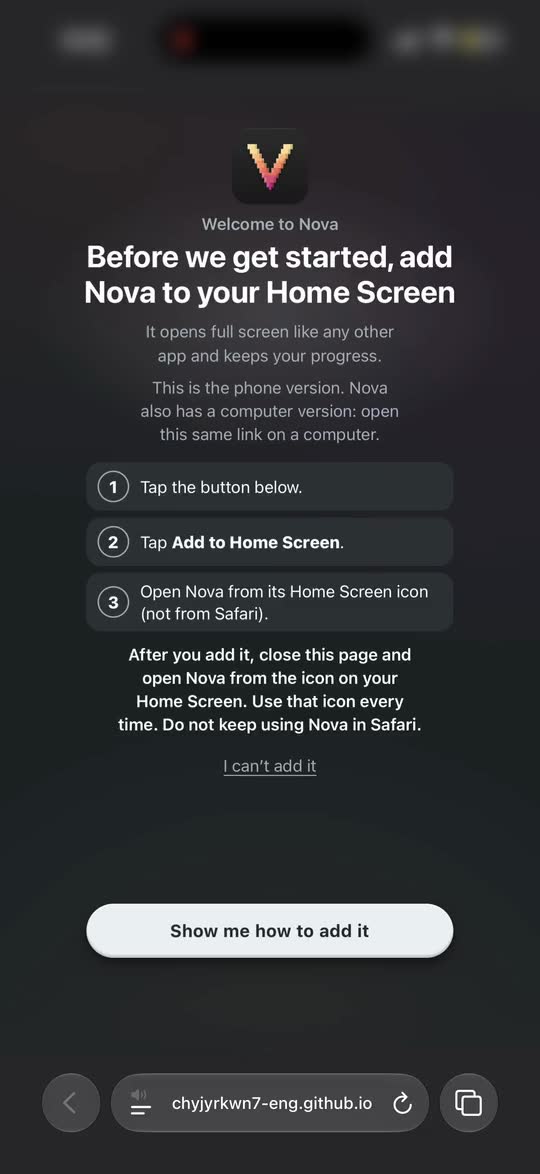 Welcome to Nova
Before we get started, add
Nova to your Home Screen
It opens full screen like any other
app and keeps your progress.
This is the phone version. Nova
also has a computer version: open
this same link on a computer.
1 Tap the button below.
2 Tap Add to Home Screen.
3 Open Nova from its Home Screen icon
(not from Safari).
After you add it, close this page and
open Nova from the icon on your
Home Screen. Use that icon every
time. Do not keep using Nova in Safari.
I can’t add it
Show me how to add it
chyjyrkwn7-eng.github.io